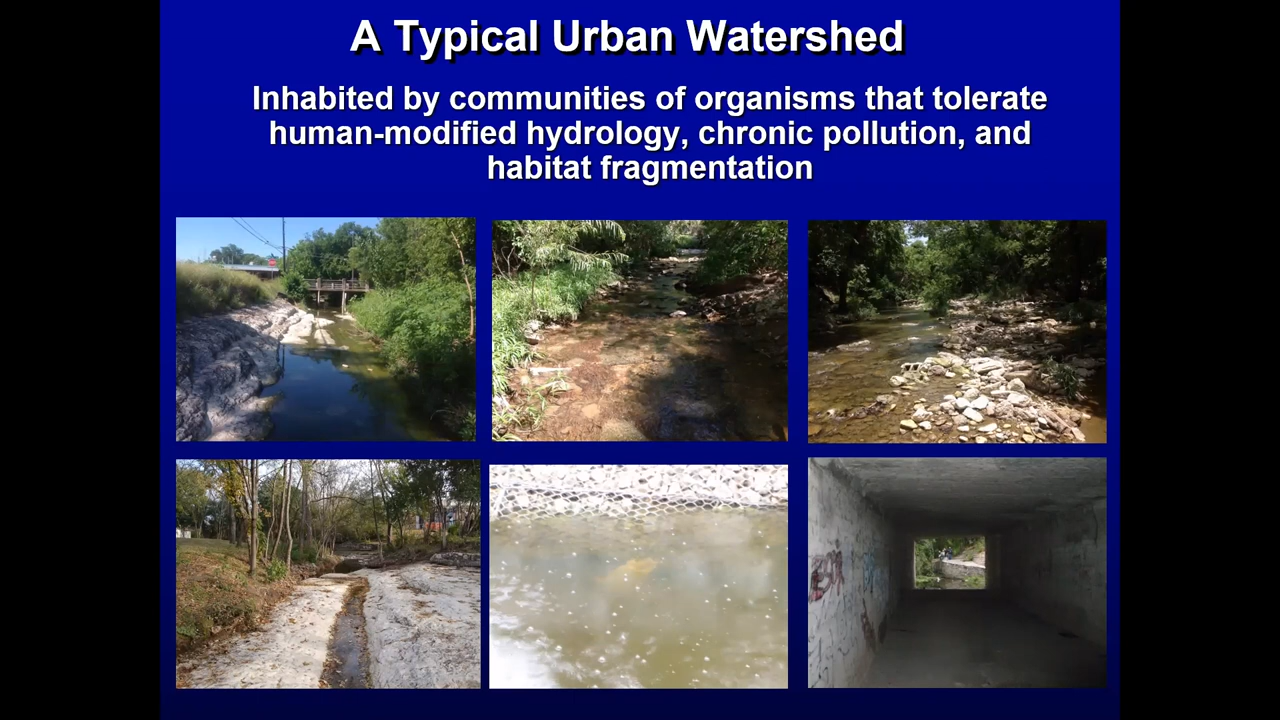 A Typical Urban Watershed
Inhabited by communities of organisms that tolerate
human-modified hydrology, chronic pollution, and
habitat fragmentation